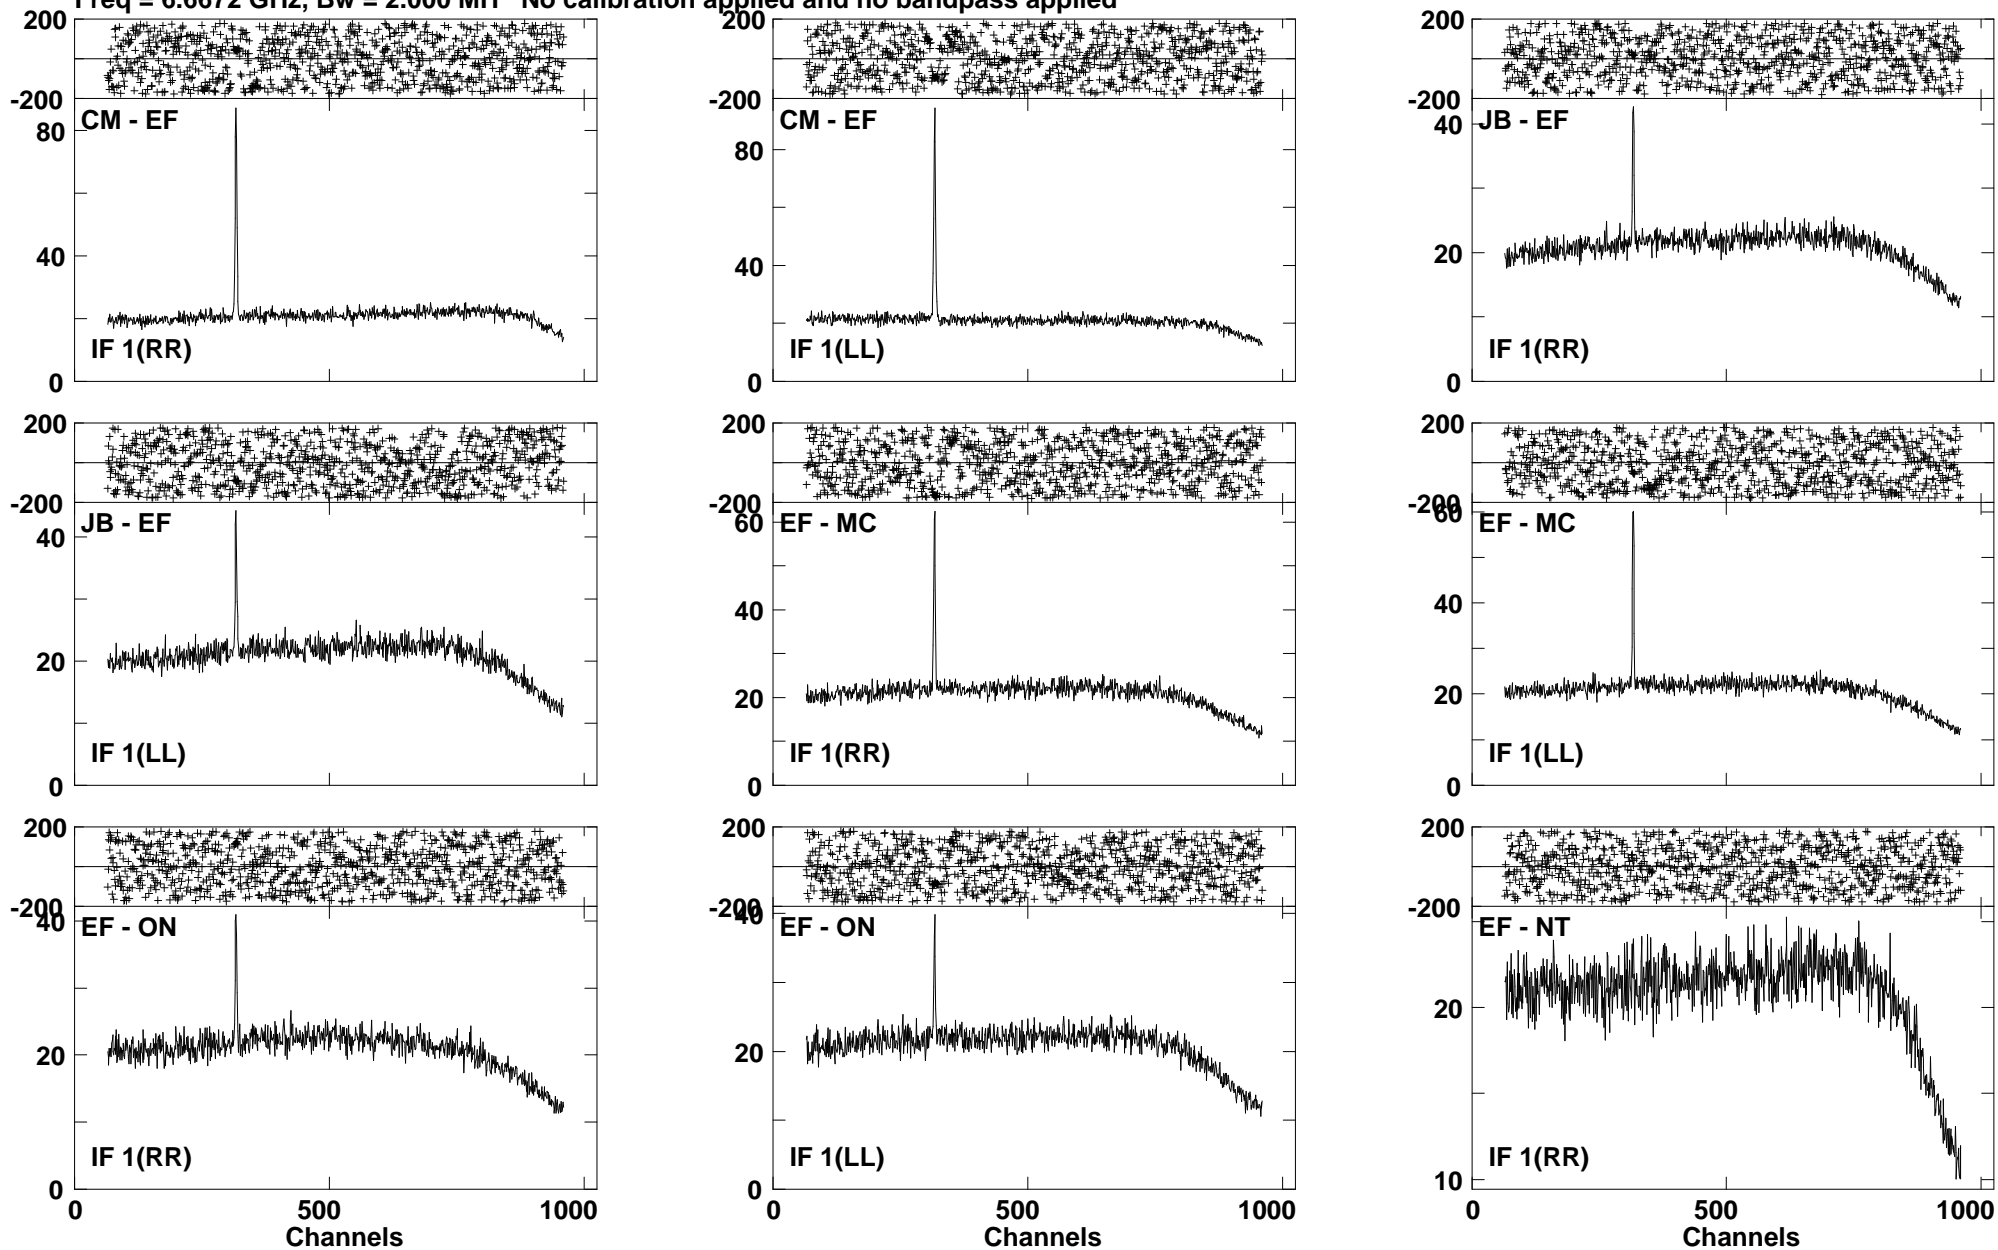 Freq = 6.6672 GHz, Bw = 2.000 MH No calibration applied and no bandpass applied
200 200 200
-200 -200 -200
CM - EF CM - EF JB - EF
80 80 40
40 40 20
IF 1(RR) IF 1(LL) IF 1(RR)
0 0 0
200 200 200
-200 -200 -200
JB - EF EF - MC EF - MC
40 60 60
40 40
20 20 20
IF 1(LL) IF 1(RR) IF 1(LL)
0 0 0
200 200 200
-200 -200 -200
EF - ON EF - ON EF - NT
40 40
20 20 20
IF 1(RR) IF 1(LL) IF 1(RR)
0 0 10
0 500 1000 0 500 1000 0 500 1000
Channels Channels Channels